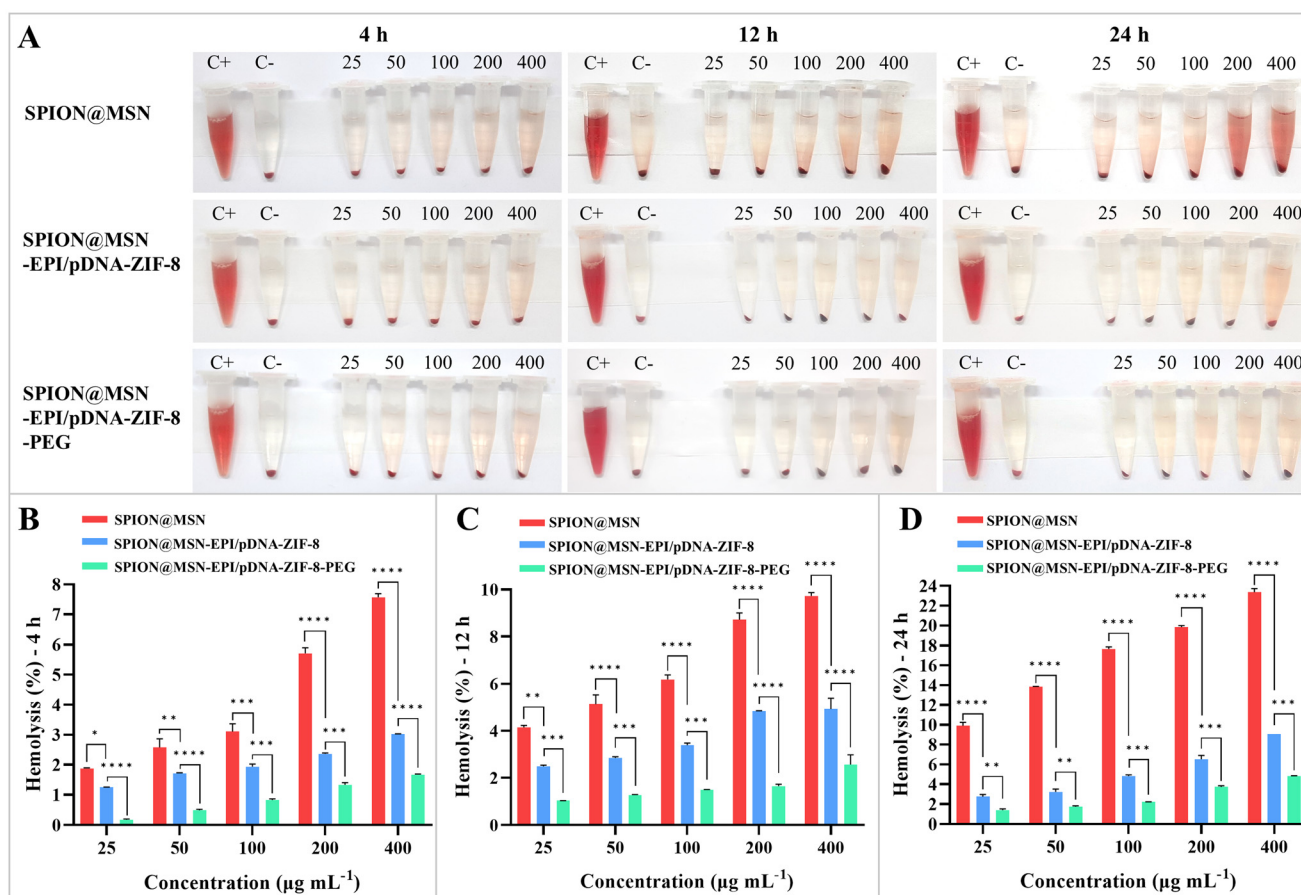 A
4 h
12 h
24 h
C+ C- 25 50 100 200 400
C+ C- 25 50 100 200 400
C+ C- 25 50 100 200 400
SPION@MSN
C+ C- 25 50 100 200 400
C+ C- 25 50 100 200 400
C+ C- 25 50 100 200 400
SPION@MSN
-EPI/pDNA-ZIF-8
C+ C- 25 50 100 200 400
C+ C- 25 50 100 200 400
C+ C- 25 50 100 200 400
SPION@MSN
-EPI/pDNA-ZIF-8
-PEG
B
SPION@MSN
SPION@MSN-EPI/pDNA-ZIF-8
SPION@MSN-EPI/pDNA-ZIF-8-PEG
Hemolysis (%) - 4 h
8
7
6
5
4
3
2
1
0
* ****
** ****
*** ***
**** ***
**** ****
25 50 100 200 400
Concentration (µg mL⁻¹)
C
SPION@MSN
SPION@MSN-EPI/pDNA-ZIF-8
SPION@MSN-EPI/pDNA-ZIF-8-PEG
Hemolysis (%) - 12 h
10
8
6
4
2
0
** ***
**** ***
**** ***
**** ****
**** ****
25 50 100 200 400
Concentration (µg mL⁻¹)
D
SPION@MSN
SPION@MSN-EPI/pDNA-ZIF-8
SPION@MSN-EPI/pDNA-ZIF-8-PEG
Hemolysis (%) - 24 h
24
22
20
18
16
14
12
10
8
6
4
2
0
**** **
**** **
**** ***
**** ***
**** ***
25 50 100 200 400
Concentration (µg mL⁻¹)